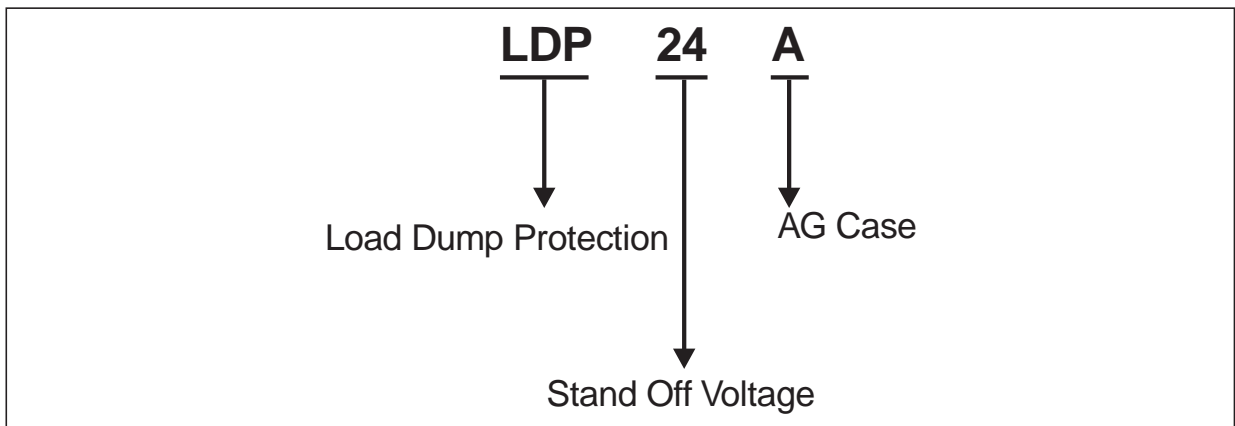 LDP 24 A
Load Dump Protection
AG Case
Stand Off Voltage